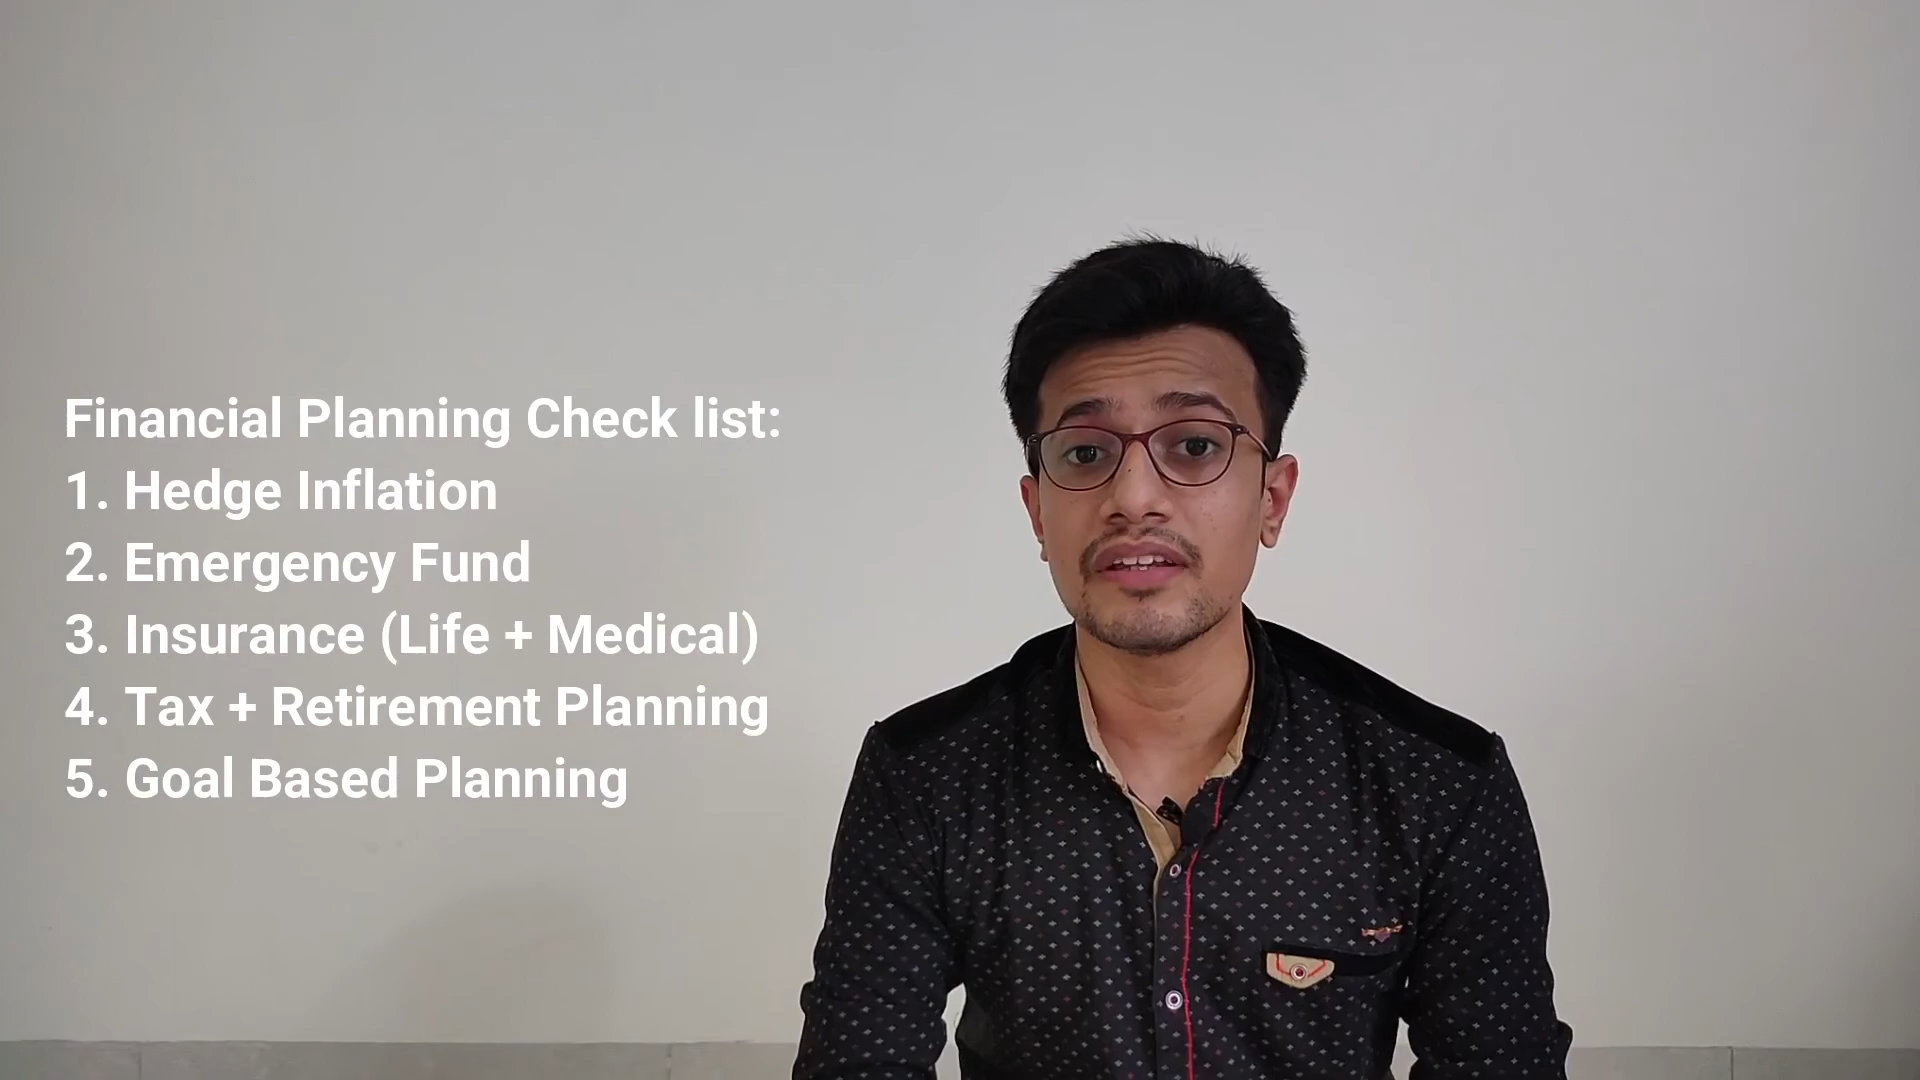 Financial Planning Check list:
1. Hedge Inflation
2. Emergency Fund
3. Insurance (Life + Medical)
4. Tax + Retirement Planning
5. Goal Based Planning